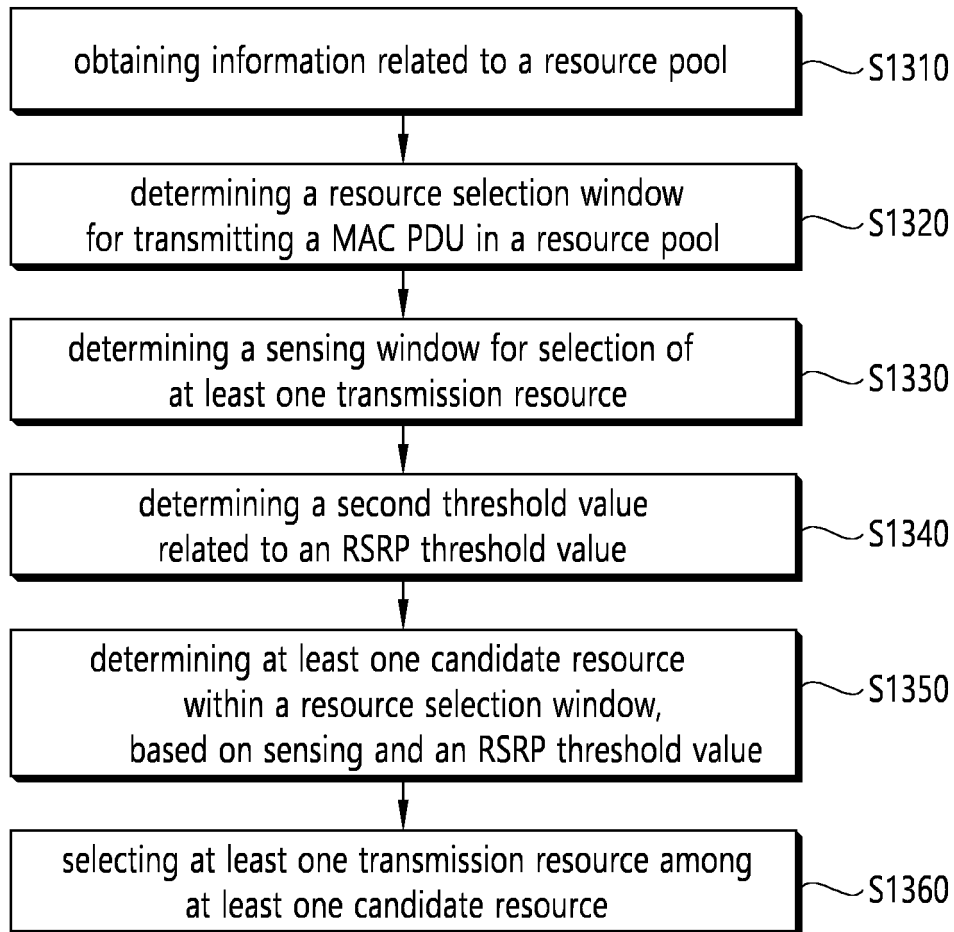 obtaining information related to a resource pool
S1310
determining a resource selection window
for transmitting a MAC PDU in a resource pool
S1320
determining a sensing window for selection of
at least one transmission resource
S1330
determining a second threshold value
related to an RSRP threshold value
S1340
determining at least one candidate resource
within a resource selection window,
based on sensing and an RSRP threshold value
S1350
selecting at least one transmission resource among
at least one candidate resource
S1360